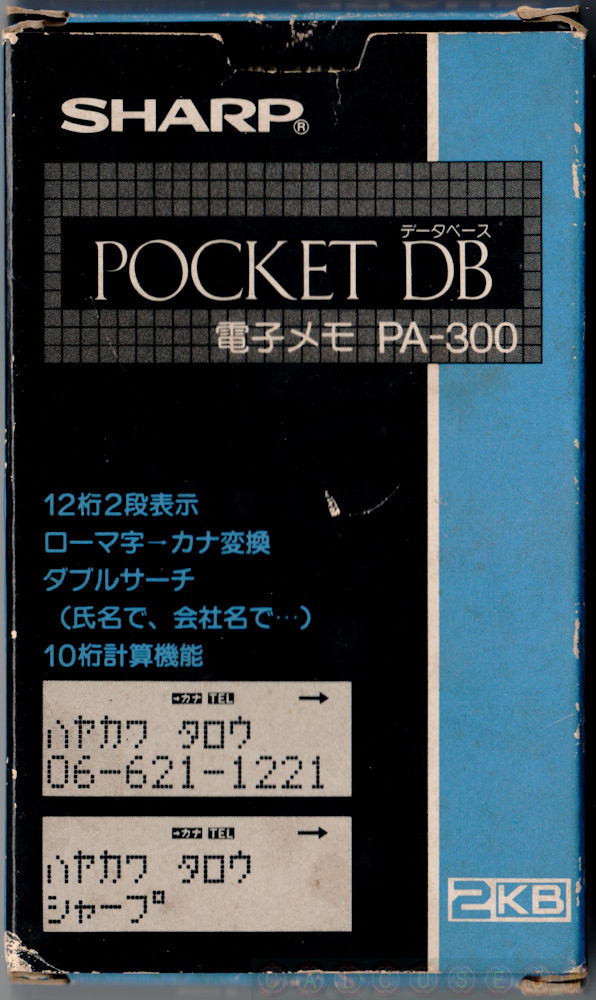 SHARP®
データベース
POCKET DB
電子メモ PA-300
12桁2段表示
ローマ字→カナ変換
ダブルサーチ
(氏名で、会社名で…)
10桁計算機能
→カナ TEL →
ハヤカワ タロウ
06-621-1221
→カナ TEL →
ハヤカワ タロウ
シャープ
2KB